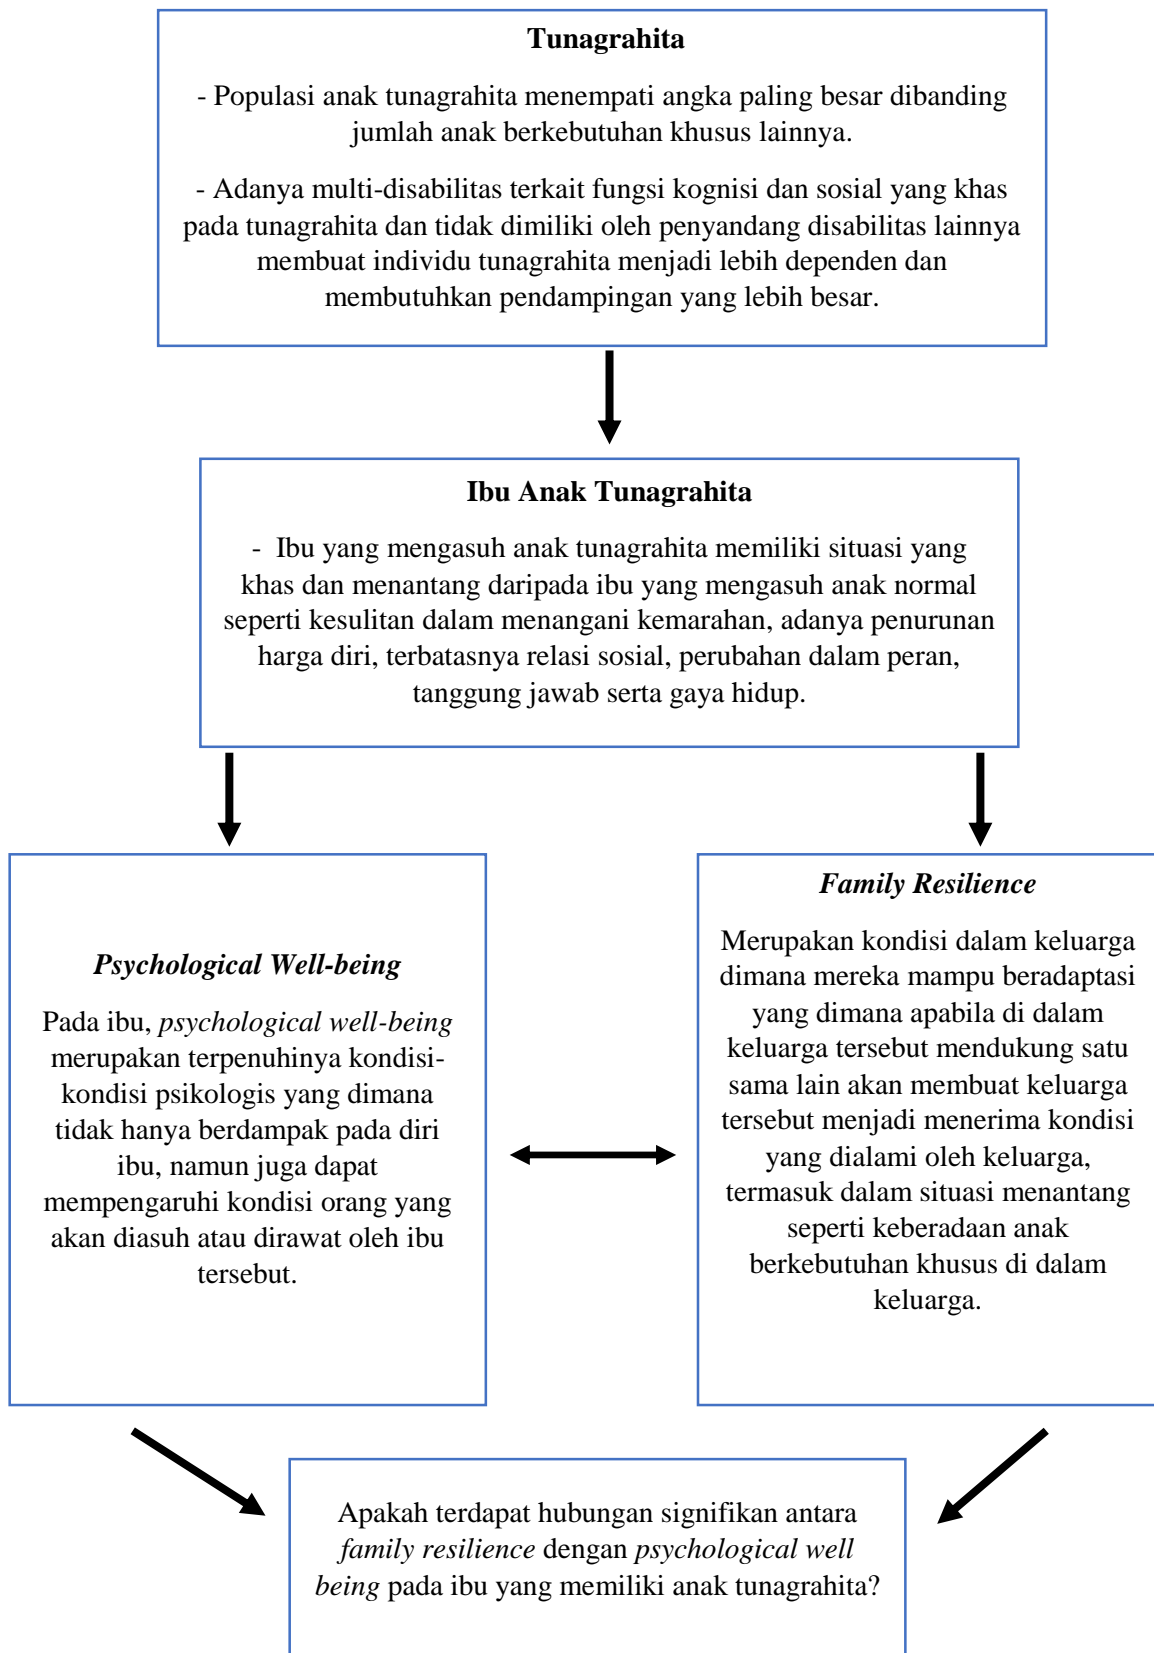 Tunagrahita
- Populasi anak tunagrahita menempati angka paling besar dibanding
jumlah anak berkebutuhan khusus lainnya.
- Adanya multi-disabilitas terkait fungsi kognisi dan sosial yang khas
pada tunagrahita dan tidak dimiliki oleh penyandang disabilitas lainnya
membuat individu tunagrahita menjadi lebih dependen dan
membutuhkan pendampingan yang lebih besar.
Ibu Anak Tunagrahita
- Ibu yang mengasuh anak tunagrahita memiliki situasi yang
khas dan menantang daripada ibu yang mengasuh anak normal
seperti kesulitan dalam menangani kemarahan, adanya penurunan
harga diri, terbatasnya relasi sosial, perubahan dalam peran,
tanggung jawab serta gaya hidup.
Psychological Well-being
Pada ibu, psychological well-being
merupakan terpenuhinya kondisi-
kondisi psikologis yang dimana
tidak hanya berdampak pada diri
ibu, namun juga dapat
mempengaruhi kondisi orang yang
akan diasuh atau dirawat oleh ibu
tersebut.
Family Resilience
Merupakan kondisi dalam keluarga
dimana mereka mampu beradaptasi
yang dimana apabila di dalam
keluarga tersebut mendukung satu
sama lain akan membuat keluarga
tersebut menjadi menerima kondisi
yang dialami oleh keluarga,
termasuk dalam situasi menantang
seperti keberadaan anak
berkebutuhan khusus di dalam
keluarga.
Apakah terdapat hubungan signifikan antara
family resilience dengan psychological well
being pada ibu yang memiliki anak tunagrahita?